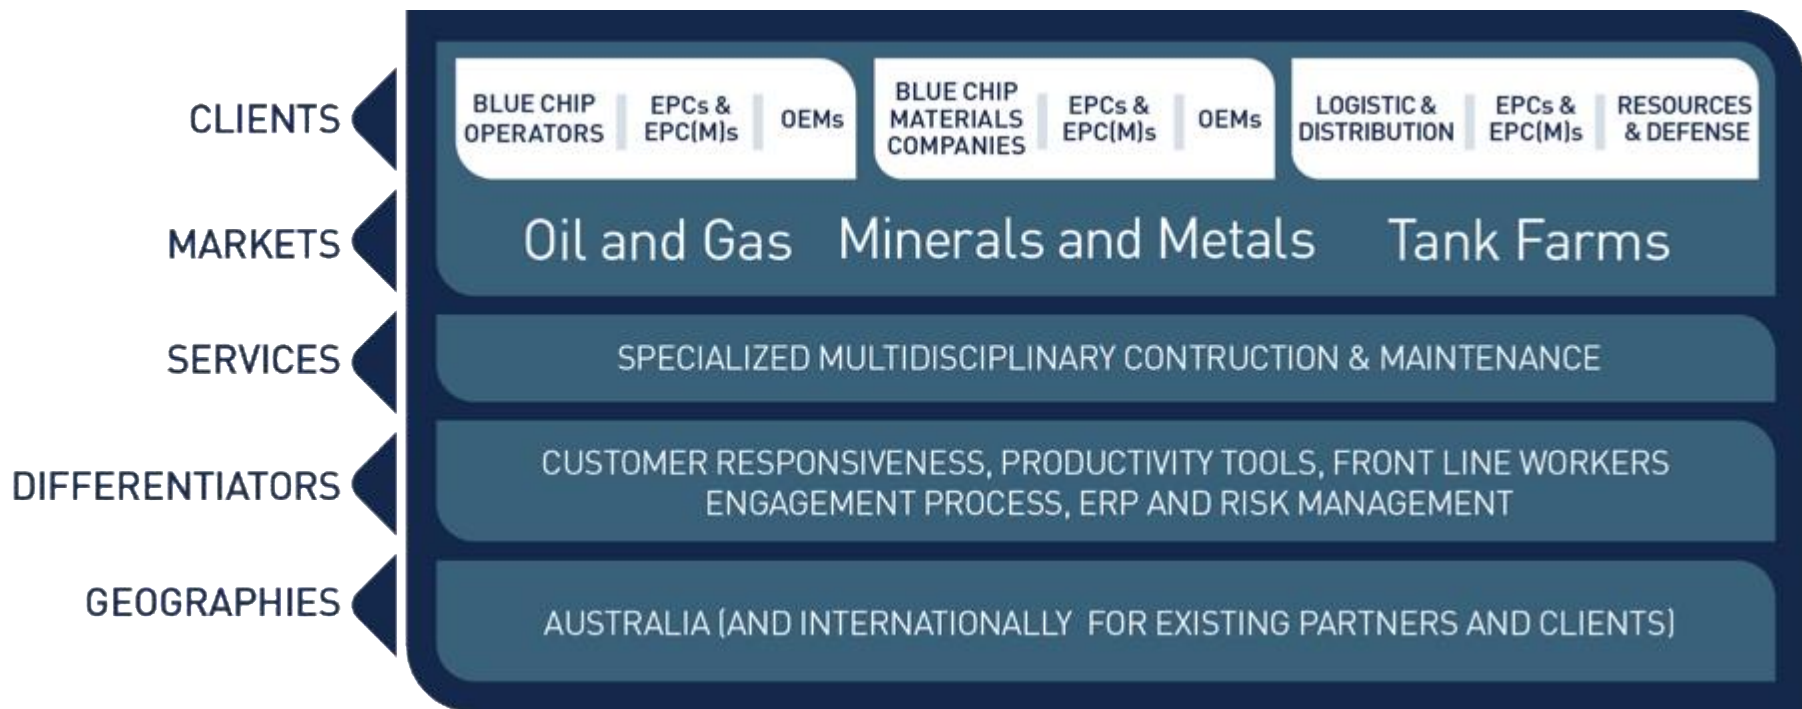 CLIENTS
BLUE CHIP
OPERATORS
EPCs &
EPC(M)s
OEMs
BLUE CHIP
MATERIALS
COMPANIES
EPCs &
EPC(M)s
OEMs
LOGISTIC &
DISTRIBUTION
EPCs &
EPC(M)s
RESOURCES
& DEFENSE
MARKETS
Oil and Gas
Minerals and Metals
Tank Farms
SERVICES
SPECIALIZED MULTIDISCIPLINARY CONTRUCTION & MAINTENANCE
DIFFERENTIATORS
CUSTOMER RESPONSIVENESS, PRODUCTIVITY TOOLS, FRONT LINE WORKERS
ENGAGEMENT PROCESS, ERP AND RISK MANAGEMENT
GEOGRAPHIES
AUSTRALIA (AND INTERNATIONALLY FOR EXISTING PARTNERS AND CLIENTS)